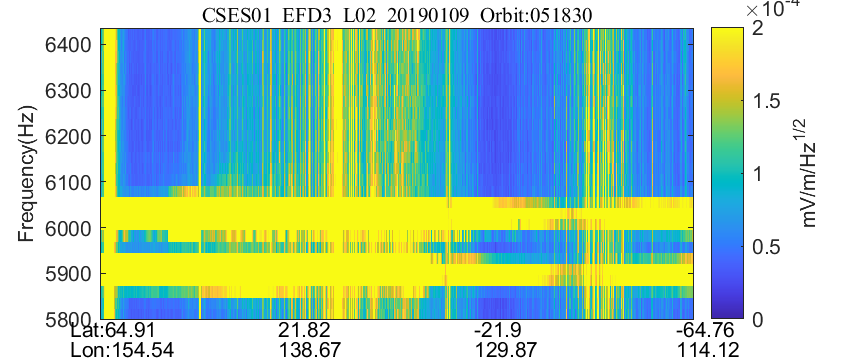 CSES01 EFD3 L02 20190109 Orbit:051830
×10-4
6400
6300
6200
6100
6000
5900
5800
Frequency(Hz)
2
1.5
1
0.5
0
mV/m/Hz1/2
Lat:64.91 21.82 -21.9 -64.76
Lon:154.54 138.67 129.87 114.12